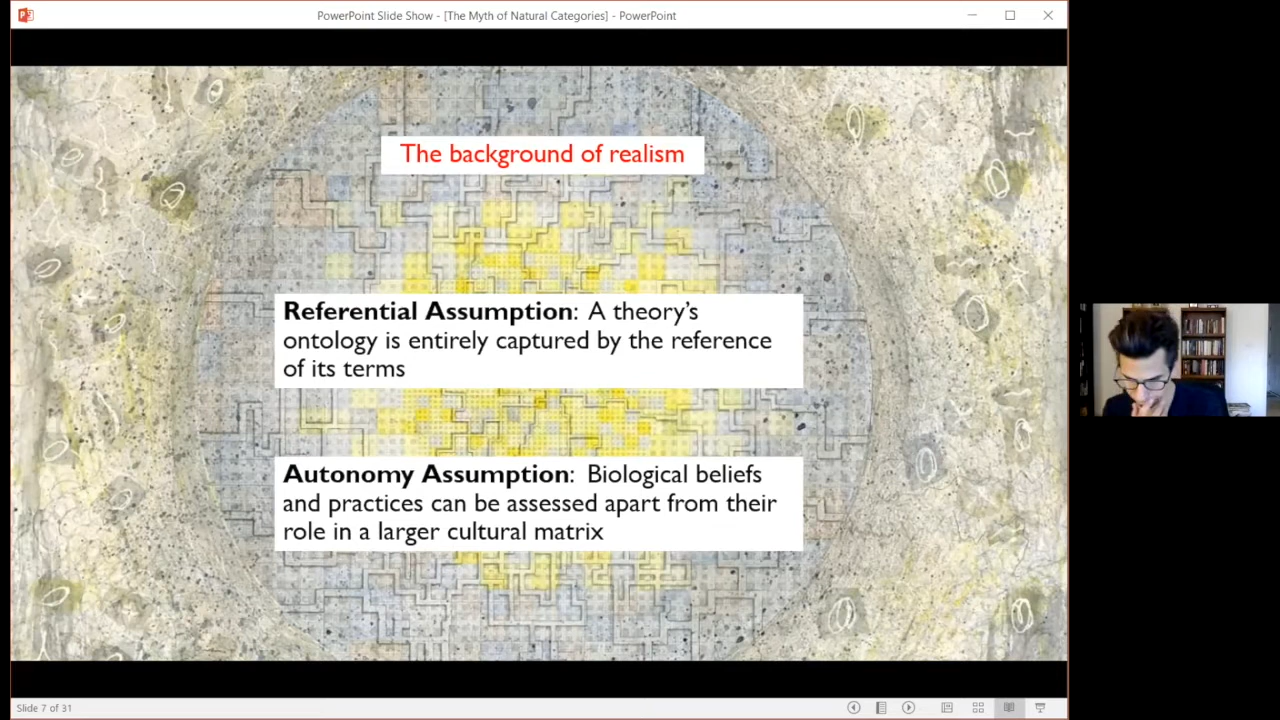 PowerPoint Slide Show - [The Myth of Natural Categories] - PowerPoint
The background of realism
Referential Assumption: A theory’s
ontology is entirely captured by the reference
of its terms
Autonomy Assumption: Biological beliefs
and practices can be assessed apart from their
role in a larger cultural matrix
Slide 7 of 31